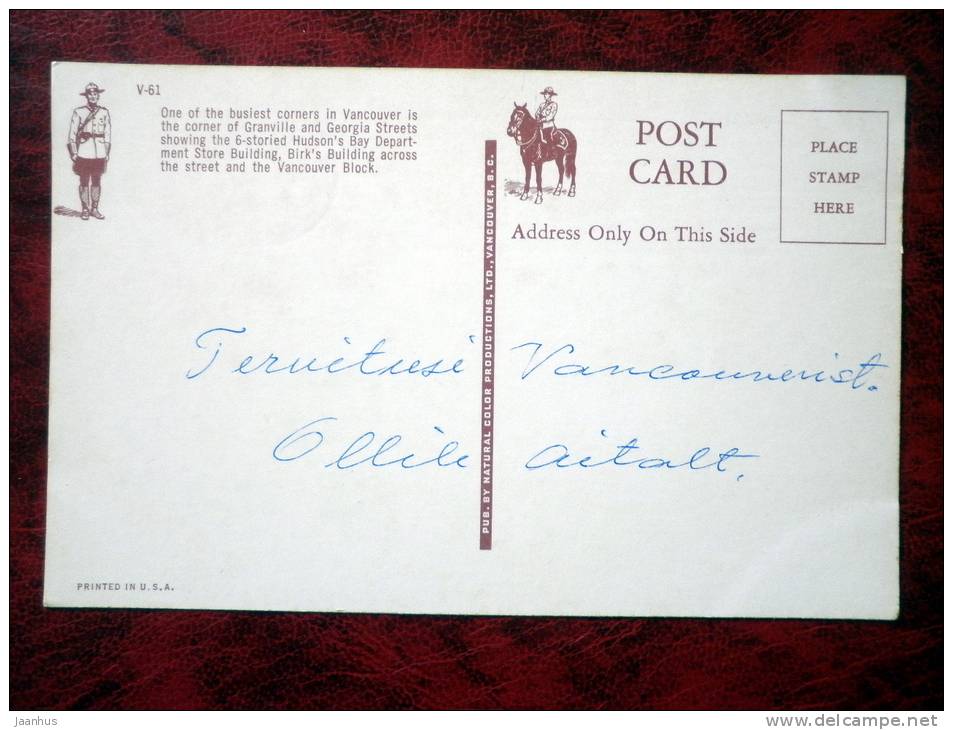 V-61
One of the busiest corners in Vancouver is
the corner of Granville and Georgia Streets
showing the 6-storied Hudson's Bay Depart-
ment Store Building, Birk's Building across
the street and the Vancouver Block.
POST
CARD
PLACE
STAMP
HERE
Address Only On This Side
PUB. BY NATURAL COLOR PRODUCTIONS, LTD., VANCOUVER, B.C.
Tervitusi Vancouverist.
Ollile Aitalt.
PRINTED IN U.S.A.
Jaanhus
www.delcampe.net